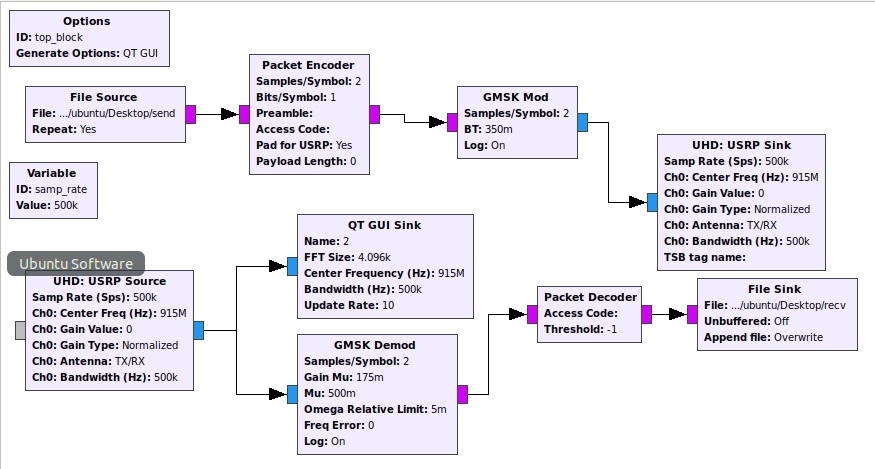 Options
ID: top_block
Generate Options: QT GUI
File Source
File: .../ubuntu/Desktop/send
Repeat: Yes
Packet Encoder
Samples/Symbol: 2
Bits/Symbol: 1
Preamble:
Access Code:
Pad for USRP: Yes
Payload Length: 0
GMSK Mod
Samples/Symbol: 2
BT: 350m
Log: On
UHD: USRP Sink
Samp Rate (Sps): 500k
Ch0: Center Freq (Hz): 915M
Ch0: Gain Value: 0
Ch0: Gain Type: Normalized
Ch0: Antenna: TX/RX
Ch0: Bandwidth (Hz): 500k
TSB tag name:
Variable
ID: samp_rate
Value: 500k
Ubuntu Software
UHD: USRP Source
Samp Rate (Sps): 500k
Ch0: Center Freq (Hz): 915M
Ch0: Gain Value: 0
Ch0: Gain Type: Normalized
Ch0: Antenna: TX/RX
Ch0: Bandwidth (Hz): 500k
QT GUI Sink
Name: 2
FFT Size: 4.096k
Center Frequency (Hz): 915M
Bandwidth (Hz): 500k
Update Rate: 10
GMSK Demod
Samples/Symbol: 2
Gain Mu: 175m
Mu: 500m
Omega Relative Limit: 5m
Freq Error: 0
Log: On
Packet Decoder
Access Code:
Threshold: -1
File Sink
File: .../ubuntu/Desktop/recv
Unbuffered: Off
Append file: Overwrite